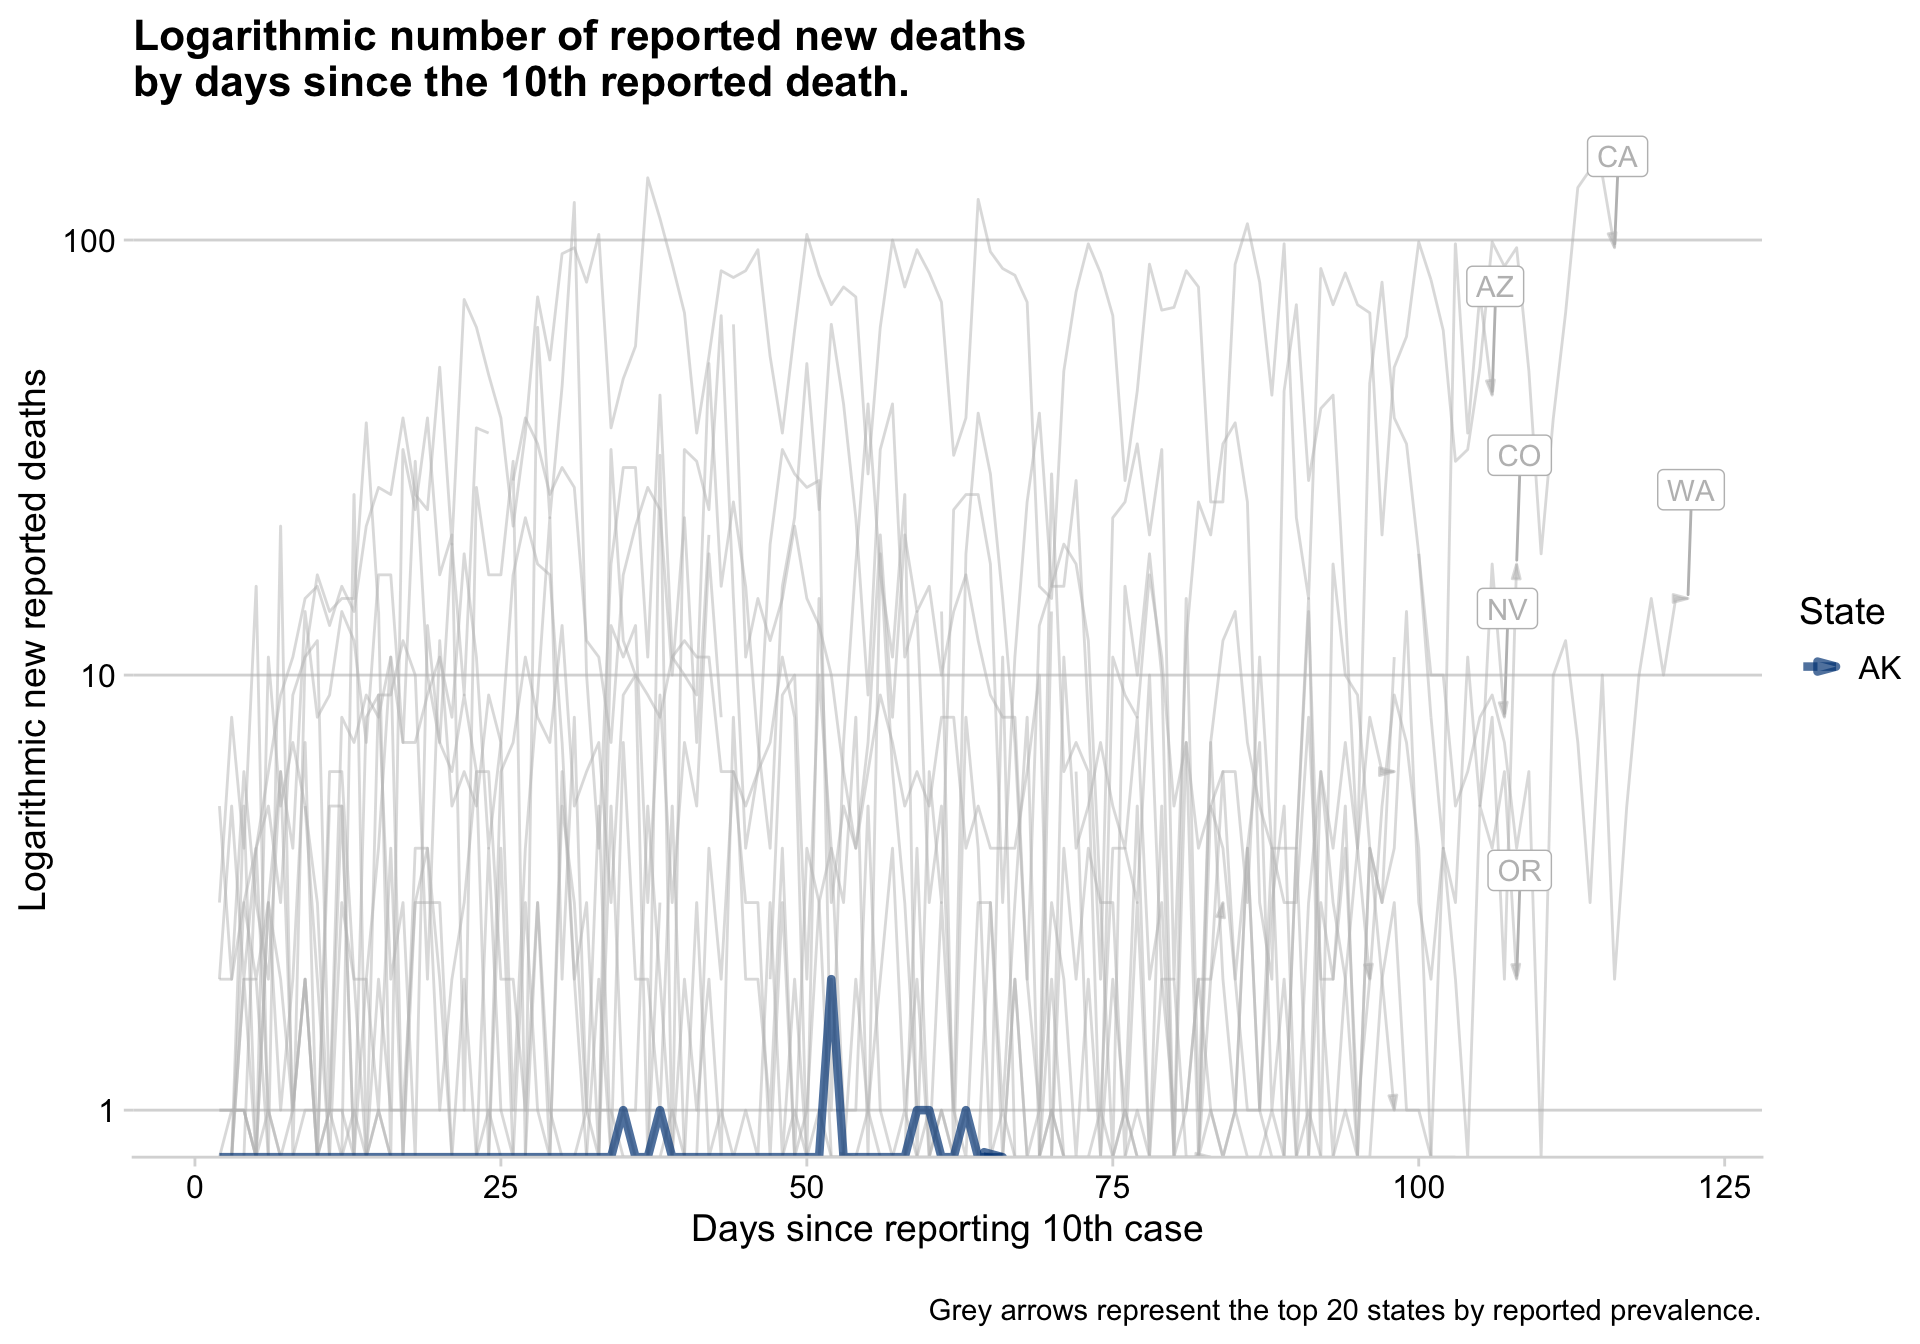 Logarithmic number of reported new deaths
by days since the 10th reported death.
Logarithmic new reported deaths
100
10
1
CA
AZ
CO
WA
NV
OR
State
AK
0
25
50
75
100
125
Days since reporting 10th case
Grey arrows represent the top 20 states by reported prevalence.